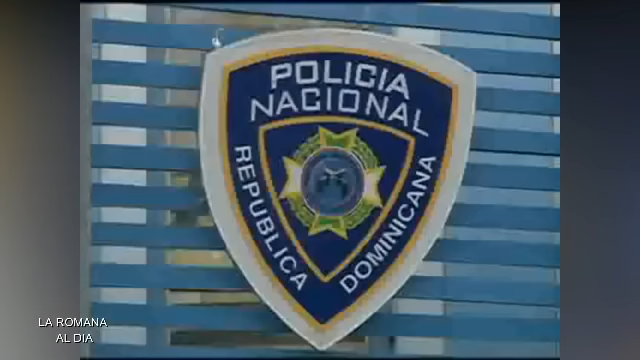 POLICIA
NACIONAL
REPUBLICA
DOMINICANA
LA ROMANA
AL DIA